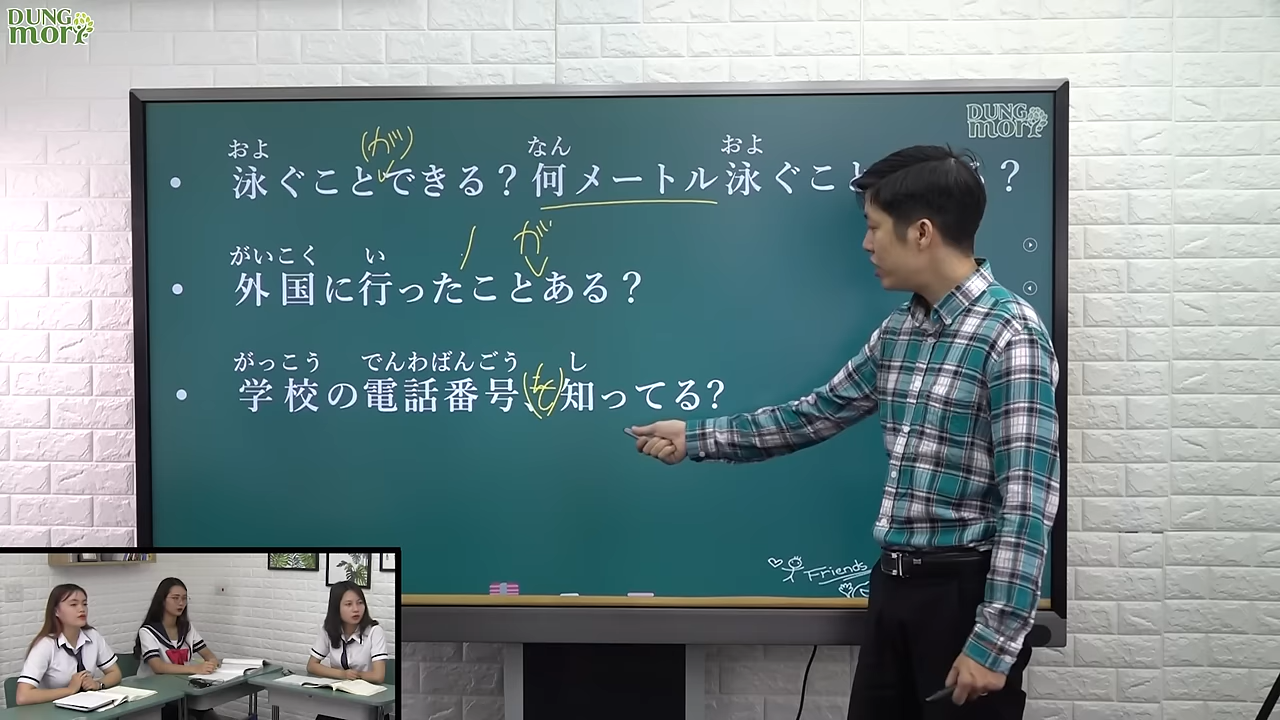 DUNG
mori
DUNG
mori
およ (が) なん およ
泳ぐことできる？何メートル泳ぐこと ？
がいこく い が
外国に行ったことある？
がっこう でんわばんごう し
学校の電話番号、(を)知ってる?
Friends